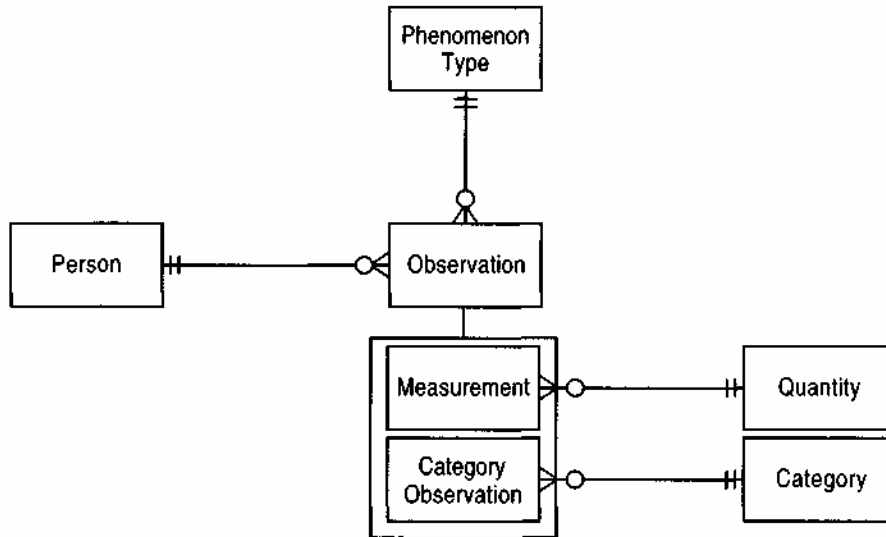 Phenomenon
Type
Person
Observation
Measurement
Quantity
Category
Observation
Category